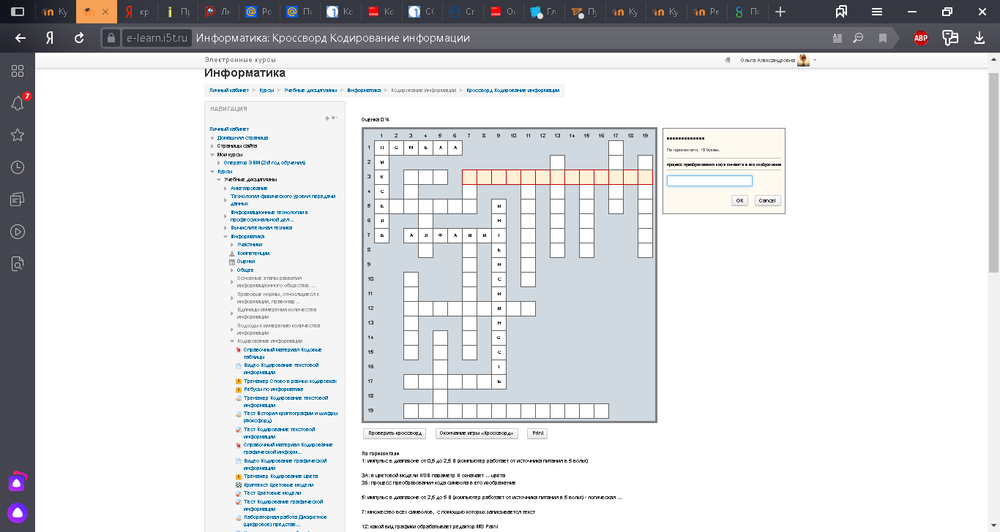 Ку
кр
Пр
Лн
Ро
По
Ко
Ко
СС
Ст
Ос
Гл
Пу
Ку
Ку
Ре
e-learn.i5t.ru Информатика: Кроссворд Кодирование информации
ABP
7
Электронные курсы
Ольга Александровна
Информатика
Личный кабинет Курсы Учебные дисциплины Информатика Кодирование информации Кроссворд Кодирование информации
НАВИГАЦИЯ
Личный кабинет
Домашняя страница
Страницы сайта
Мои курсы
Оператор ЭВМ (2-й год обучения)
Курсы
Учебные дисциплины
Анкетирование
Технология физического уровня передачи
данных
Информационные технологии в
профессиональной дея...
Вычислительная техника
Информатика
Участники
Компетенции
Оценки
Общее
Основные этапы развития
информационного общества. ...
Правовые нормы, относящиеся к
информации, правонар...
Единицы измерения количества
информации
Подходы к измерению количества
информации
Кодирование информации
Справочный материал Кодовые
таблицы
Видео Кодирование текстовой
информации
Тренажер Слово в разных кодировках
Ребусы по информатике
Тренажер Кодирование текстовой
информации
Тест История криптографии и шифры
(Фоксфорд)
Тест Кодирование текстовой
информации
Справочный материал Кодирование
графической информ...
Видео Кодирование графической
информации
Тренажер Кодирование цвета
Криптекст Цветовые модели
Тест Цветовые модели
Тест Кодирование графической
информации
Лабораторная работа Дискретное
(цифровое) представ...
Оценка 0 %
1 2 3 4 5 6 7 8 9 10 11 12 13 14 15 16 17 18 19
1 П О М Е Х А
2 И
3 К
4 С
5 Е И
6 Л Н
7 Ь А Л Ф А В И Т
8 Е
9 Н
10 С
11 И
12 В
13 Н
14 О
15 С
16 Т
17 Ь
18
19
По горизонтали, 13 буквы.
процесс преобразования кода символа в его изображение
OK Cancel
Проверить кроссворд Окончание игры «Кроссворд» Print
По горизонтали
1: импульс в диапазоне от 0,5 до 2,5 В (компьютер работает от источника питания в 5 вольт)
3А: в цветовой модели HSB параметр H означает ... цвета
3Б: процесс преобразования кода символа в его изображение
5: импульс в диапазоне от 2,5 до 5 В (компьютер работает от источника питания в 5 вольт) - логическая ...
7: множество всех символов, с помощью которых записывается текст
12: какой вид графики обрабатывает редактор MS Paint